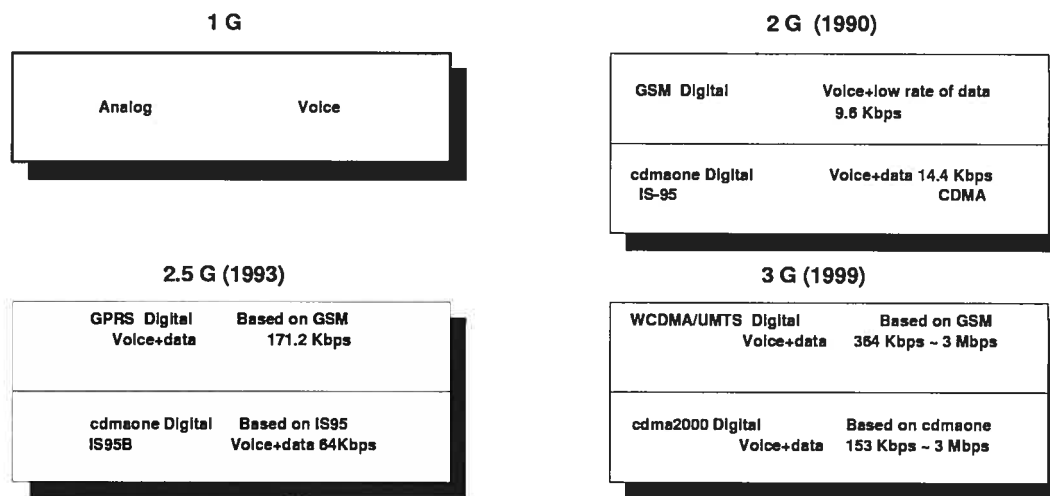 1 G
Analog Voice
2 G (1990)
GSM Digital Voice+low rate of data
9.6 Kbps
cdmaone Digital Voice+data 14.4 Kbps
IS-95 CDMA
2.5 G (1993)
GPRS Digital Based on GSM
Voice+data 171.2 Kbps
cdmaone Digital Based on IS95
IS95B Voice+data 64Kbps
3 G (1999)
WCDMA/UMTS Digital Based on GSM
Voice+data 364 Kbps ~ 3 Mbps
cdma2000 Digital Based on cdmaone
Voice+data 153 Kbps ~ 3 Mbps